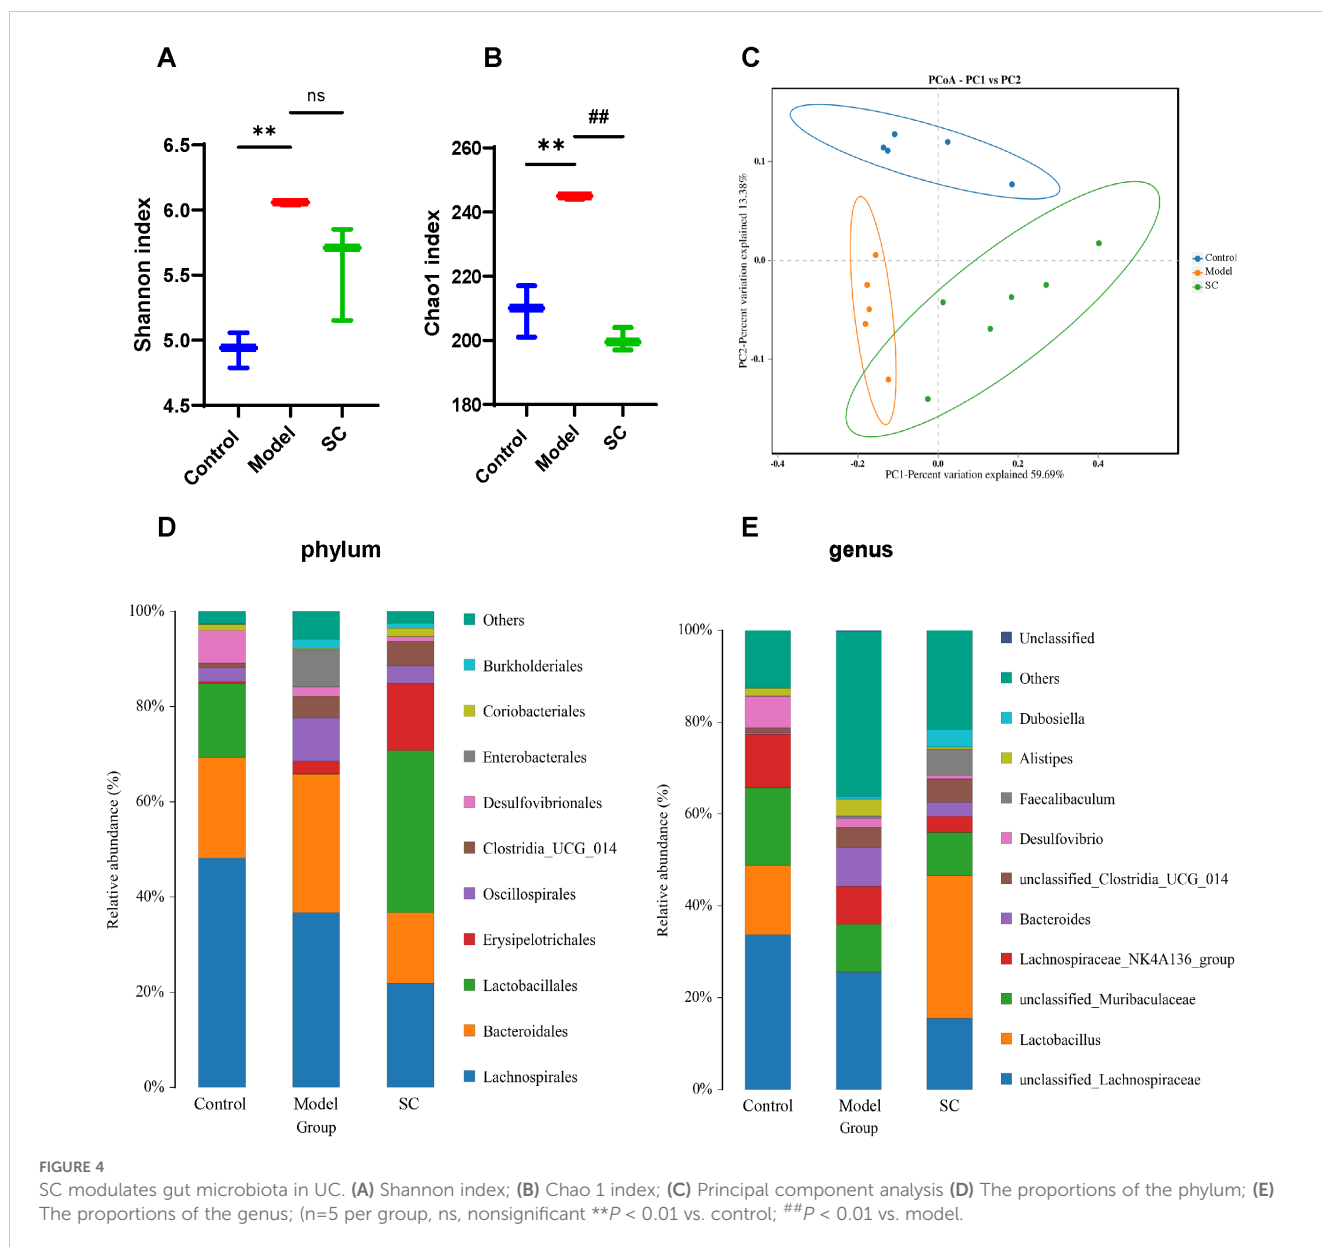 A
B
C
ns
**
6.5
6.0
5.5
5.0
4.5
Shannon index
Control
Model
SC
##
**
260
240
220
200
180
Chao1 index
Control
Model
SC
PCoA - PC1 vs PC2
PC2-Percent variation explained 13.38%
0.1
0.0
-0.1
-0.4
-0.2
0.0
0.2
0.4
PC1-Percent variation explained 59.69%
Control
Model
SC
D
phylum
100%
80%
60%
40%
20%
0%
Relative abundance (%)
Control
Model
SC
Group
Others
Burkholderiales
Coriobacteriales
Enterobacterales
Desulfovibrionales
Clostridia_UCG_014
Oscillospirales
Erysipelotrichales
Lactobacillales
Bacteroidales
Lachnospirales
E
genus
100%
80%
60%
40%
20%
0%
Relative abundance (%)
Control
Model
SC
Group
Unclassified
Others
Dubosiella
Alistipes
Faecalibaculum
Desulfovibrio
unclassified_Clostridia_UCG_014
Bacteroides
Lachnospiraceae_NK4A136_group
unclassified_Muribaculaceae
Lactobacillus
unclassified_Lachnospiraceae
FIGURE 4
SC modulates gut microbiota in UC. (A) Shannon index; (B) Chao 1 index; (C) Principal component analysis (D) The proportions of the phylum; (E)
The proportions of the genus; (n=5 per group, ns, nonsignificant **P < 0.01 vs. control; ##P < 0.01 vs. model.